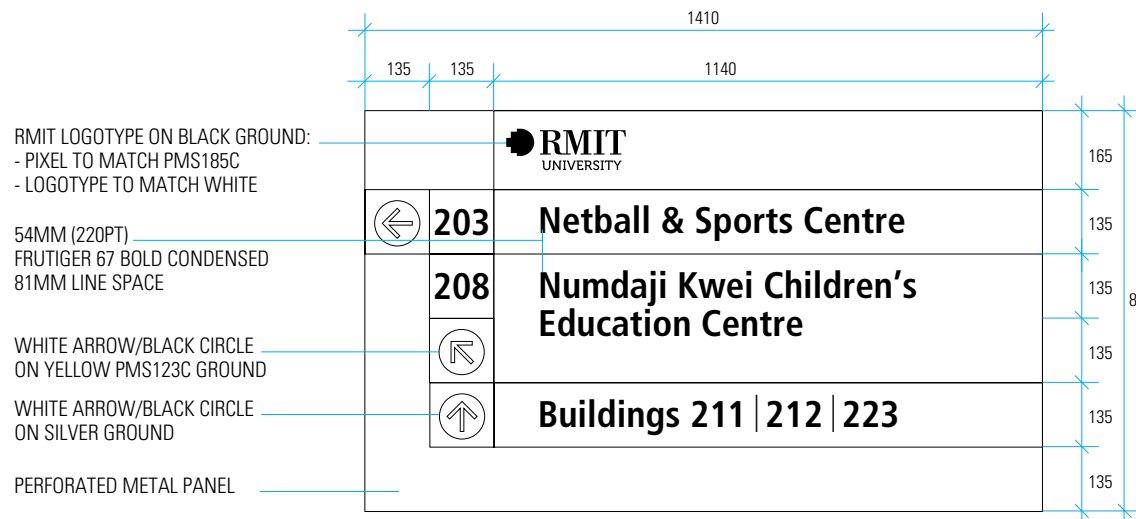 1410
135 135 1140
RMIT LOGOTYPE ON BLACK GROUND:
- PIXEL TO MATCH PMS185C
- LOGOTYPE TO MATCH WHITE
RMIT
UNIVERSITY
165
54MM (220PT)
FRUTIGER 67 BOLD CONDENSED
81MM LINE SPACE
203 Netball & Sports Centre
135
208 Numdaji Kwei Children’s
Education Centre
135
8
WHITE ARROW/BLACK CIRCLE
ON YELLOW PMS123C GROUND
135
WHITE ARROW/BLACK CIRCLE
ON SILVER GROUND
Buildings 211 | 212 | 223
135
PERFORATED METAL PANEL
135